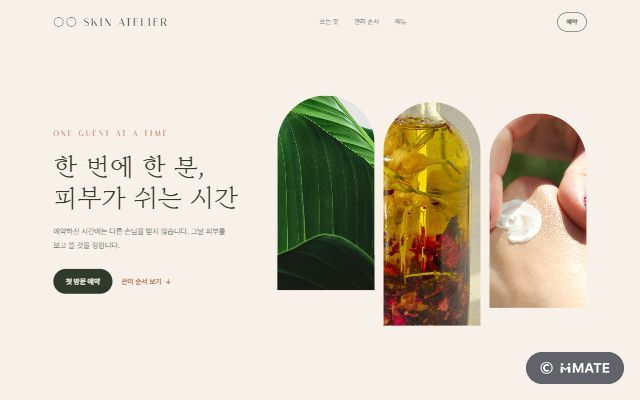 ○○ SKIN ATELIER
쓰는 것 관리 순서 메뉴
예약
ONE GUEST AT A TIME
한 번에 한 분,
피부가 쉬는 시간
예약하신 시간에는 다른 손님을 받지 않습니다. 그날 피부를
보고 쓸 것을 정합니다.
첫 방문 예약
관리 순서 보기 ↓
© MMATE